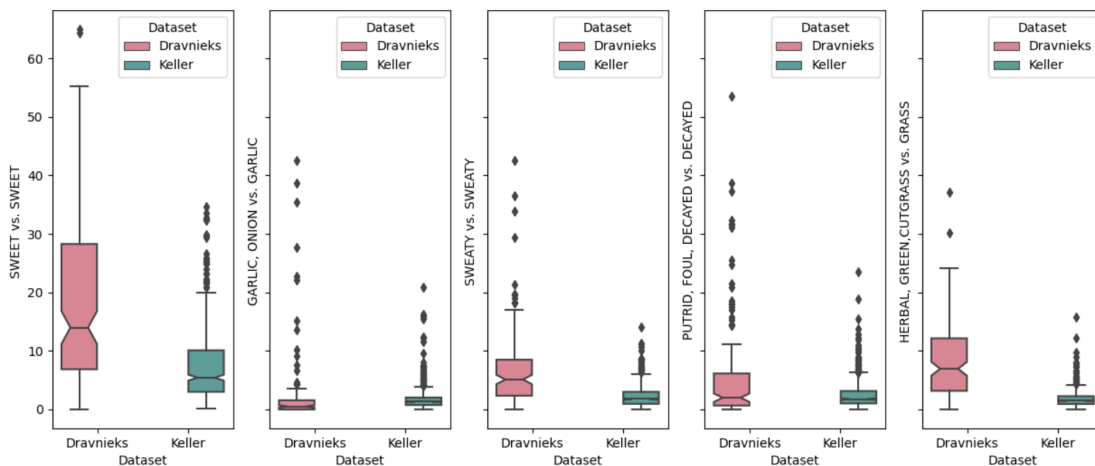 SWEET vs. SWEET
60
50
40
30
20
10
0
Dataset
Dravnieks
Keller
Dravnieks
Keller
Dataset
GARLIC, ONION vs. GARLIC
Dataset
Dravnieks
Keller
Dravnieks
Keller
Dataset
SWEATY vs. SWEATY
Dataset
Dravnieks
Keller
Dravnieks
Keller
Dataset
PUTRID, FOUL, DECAYED vs. DECAYED
Dataset
Dravnieks
Keller
Dravnieks
Keller
Dataset
HERBAL, GREEN,CUTGRASS vs. GRASS
Dataset
Dravnieks
Keller
Dravnieks
Keller
Dataset